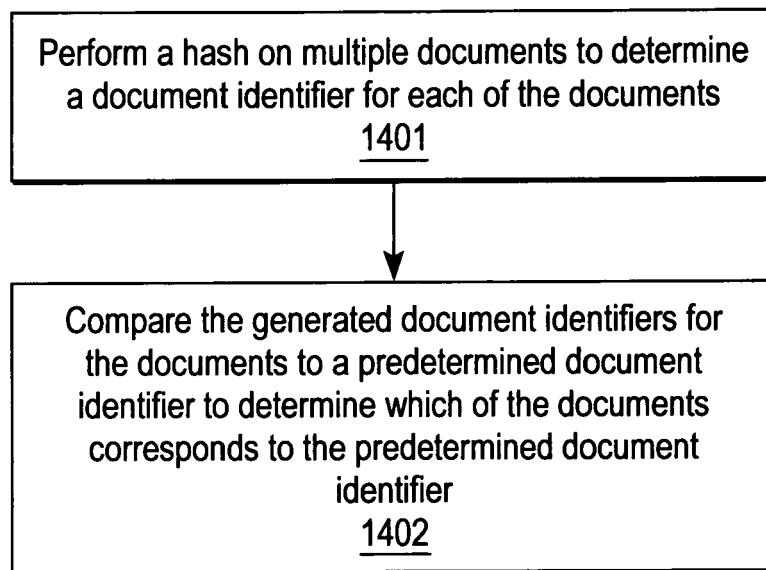 Perform a hash on multiple documents to determine
a document identifier for each of the documents
1401
Compare the generated document identifiers for
the documents to a predetermined document
identifier to determine which of the documents
corresponds to the predetermined document
identifier
1402